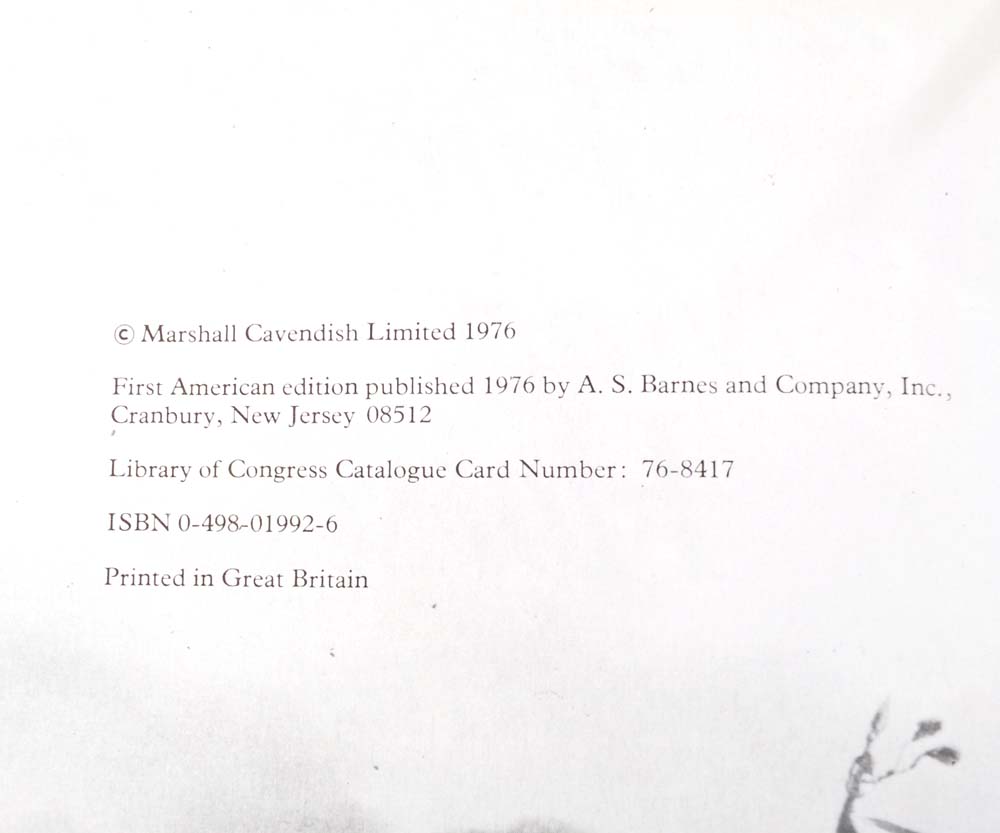 © Marshall Cavendish Limited 1976
First American edition published 1976 by A. S. Barnes and Company, Inc.,
Cranbury, New Jersey 08512
Library of Congress Catalogue Card Number: 76-8417
ISBN 0-498-01992-6
Printed in Great Britain